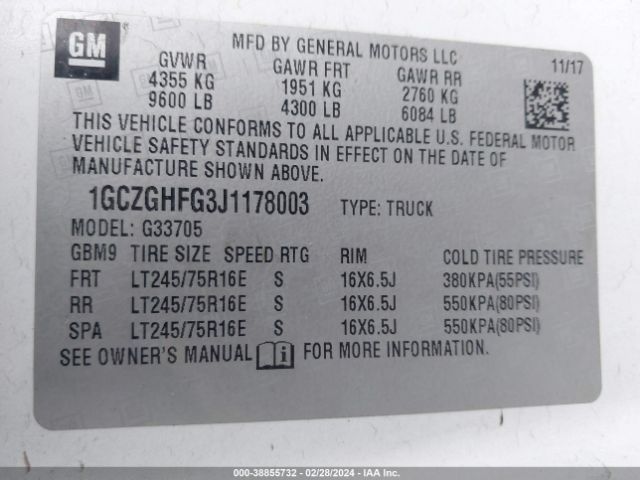 GM
MFD BY GENERAL MOTORS LLC
11/17
GVWR GAWR FRT GAWR RR
4355 KG 1951 KG 2760 KG
9600 LB 4300 LB 6084 LB
THIS VEHICLE CONFORMS TO ALL APPLICABLE U.S. FEDERAL MOTOR
VEHICLE SAFETY STANDARDS IN EFFECT ON THE DATE OF
MANUFACTURE SHOWN ABOVE.
1GCZGHFG3J1178003 TYPE: TRUCK
MODEL: G33705
GBM9 TIRE SIZE SPEED RTG RIM COLD TIRE PRESSURE
FRT LT245/75R16E S 16X6.5J 380KPA(55PSI)
RR LT245/75R16E S 16X6.5J 550KPA(80PSI)
SPA LT245/75R16E S 16X6.5J 550KPA(80PSI)
SEE OWNER'S MANUAL FOR MORE INFORMATION.
000-38855732 - 02/28/2024 - IAA Inc.